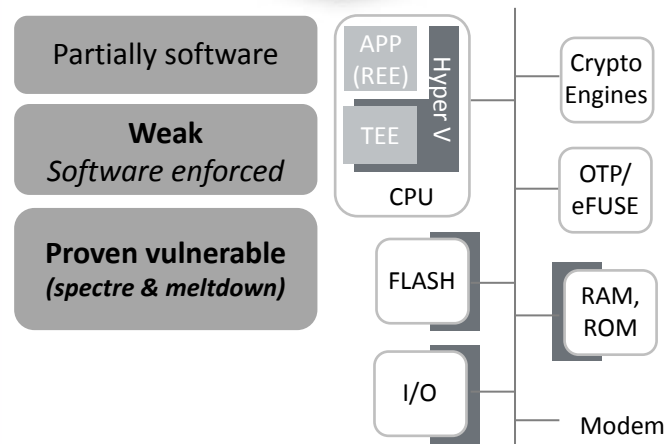 Partially software
Weak
Software enforced
Proven vulnerable
(spectre & meltdown)
APP
(REE)
Hyper V
TEE
CPU
FLASH
I/O
Crypto
Engines
OTP/
eFUSE
RAM,
ROM
Modem